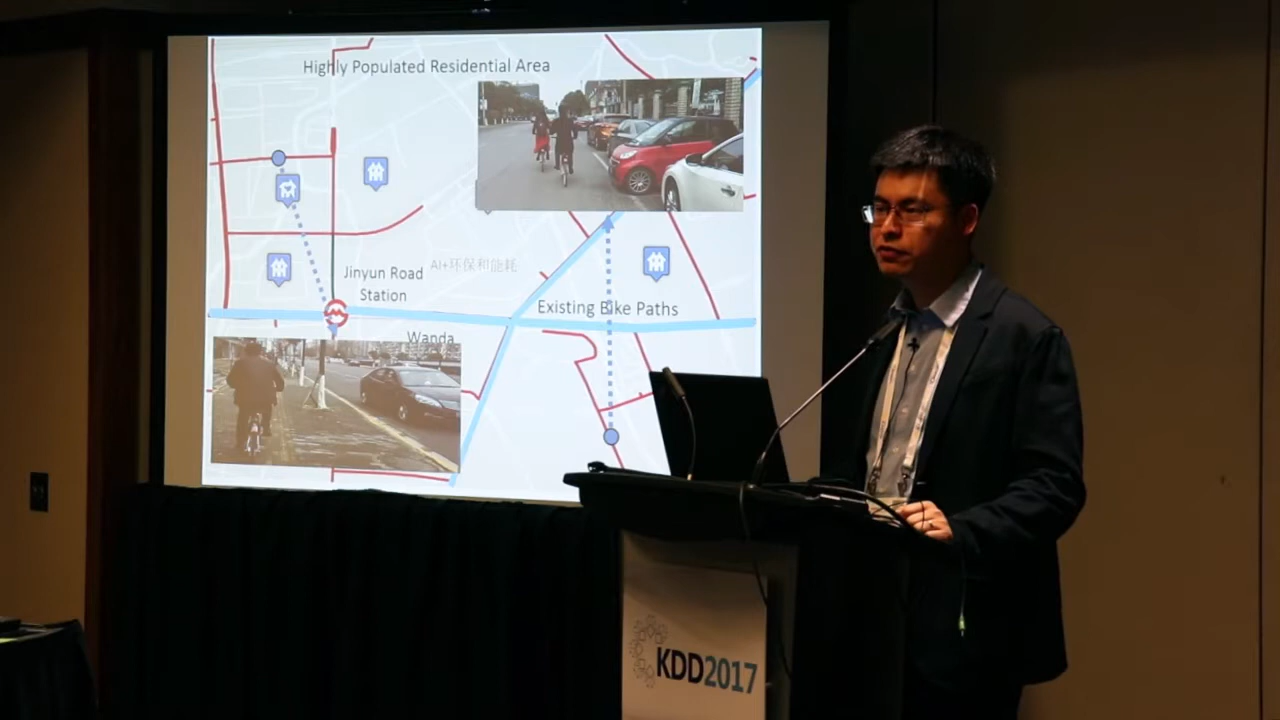 Highly Populated Residential Area
Jinyun Road
Station
AI+环保和能耗
Existing Bike Paths
Wanda
KDD2017